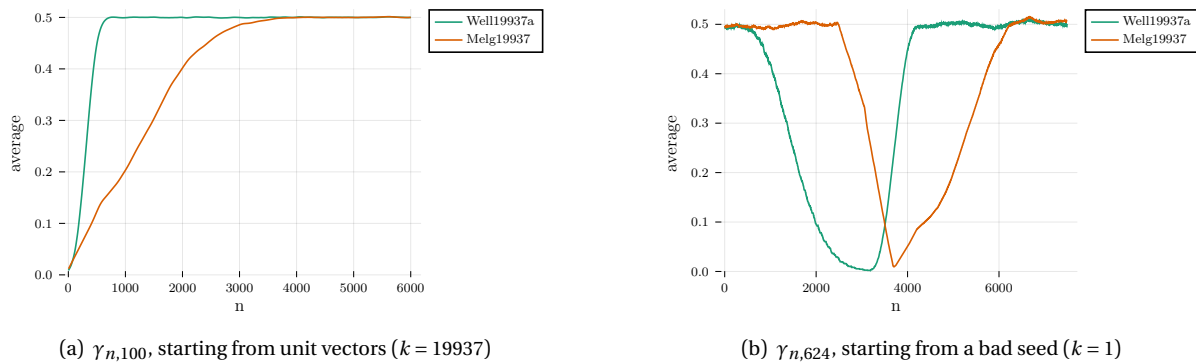 0.5
0.4
0.3
0.2
0.1
0.0
average
0 1000 2000 3000 4000 5000 6000
n
Well19937a
Melg19937
(a) γn,100, starting from unit vectors (k = 19937)
0.5
0.4
0.3
0.2
0.1
0.0
average
0 2000 4000 6000
n
Well19937a
Melg19937
(b) γn,624, starting from a bad seed (k = 1)